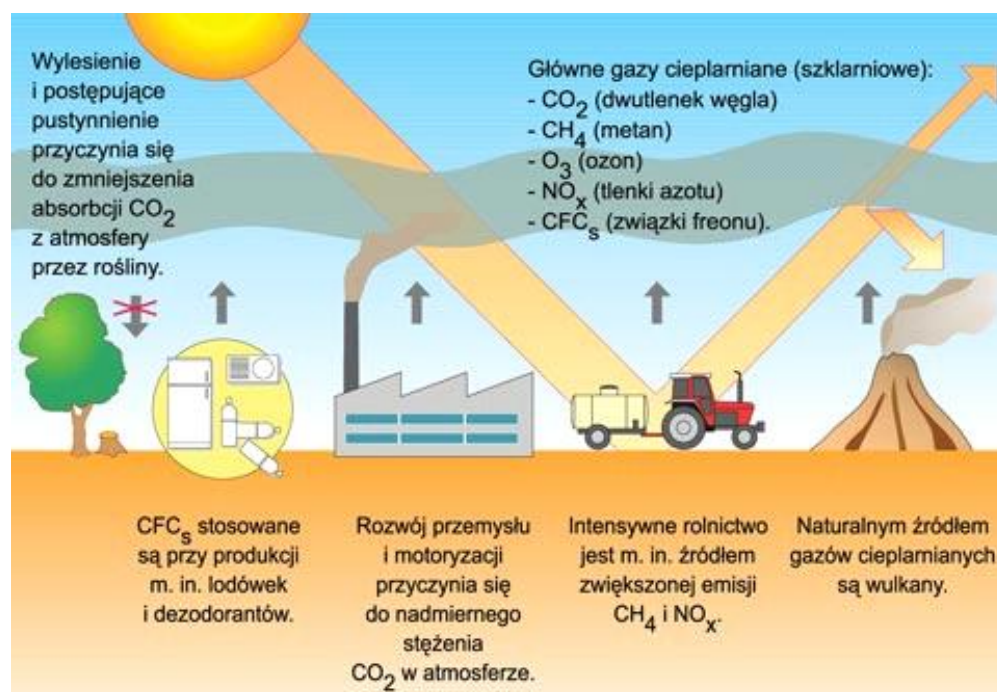 Wylesienie
i postępujące
pustynnienie
przyczynia się
do zmniejszenia
absorbcji CO₂
z atmosfery
przez rośliny.
Główne gazy cieplarniane (szklarniowe):
- CO₂ (dwutlenek węgla)
- CH₄ (metan)
- O₃ (ozon)
- NOₓ (tlenki azotu)
- CFCₛ (związki freonu).
CFCₛ stosowane
są przy produkcji
m. in. lodówek
i dezodorantów.
Rozwój przemysłu
i motoryzacji
przyczynia się
do nadmiernego
stężenia
CO₂ w atmosferze.
Intensywne rolnictwo
jest m. in. źródłem
zwiększonej emisji
CH₄ i NOₓ.
Naturalnym źródłem
gazów cieplarnianych
są wulkany.